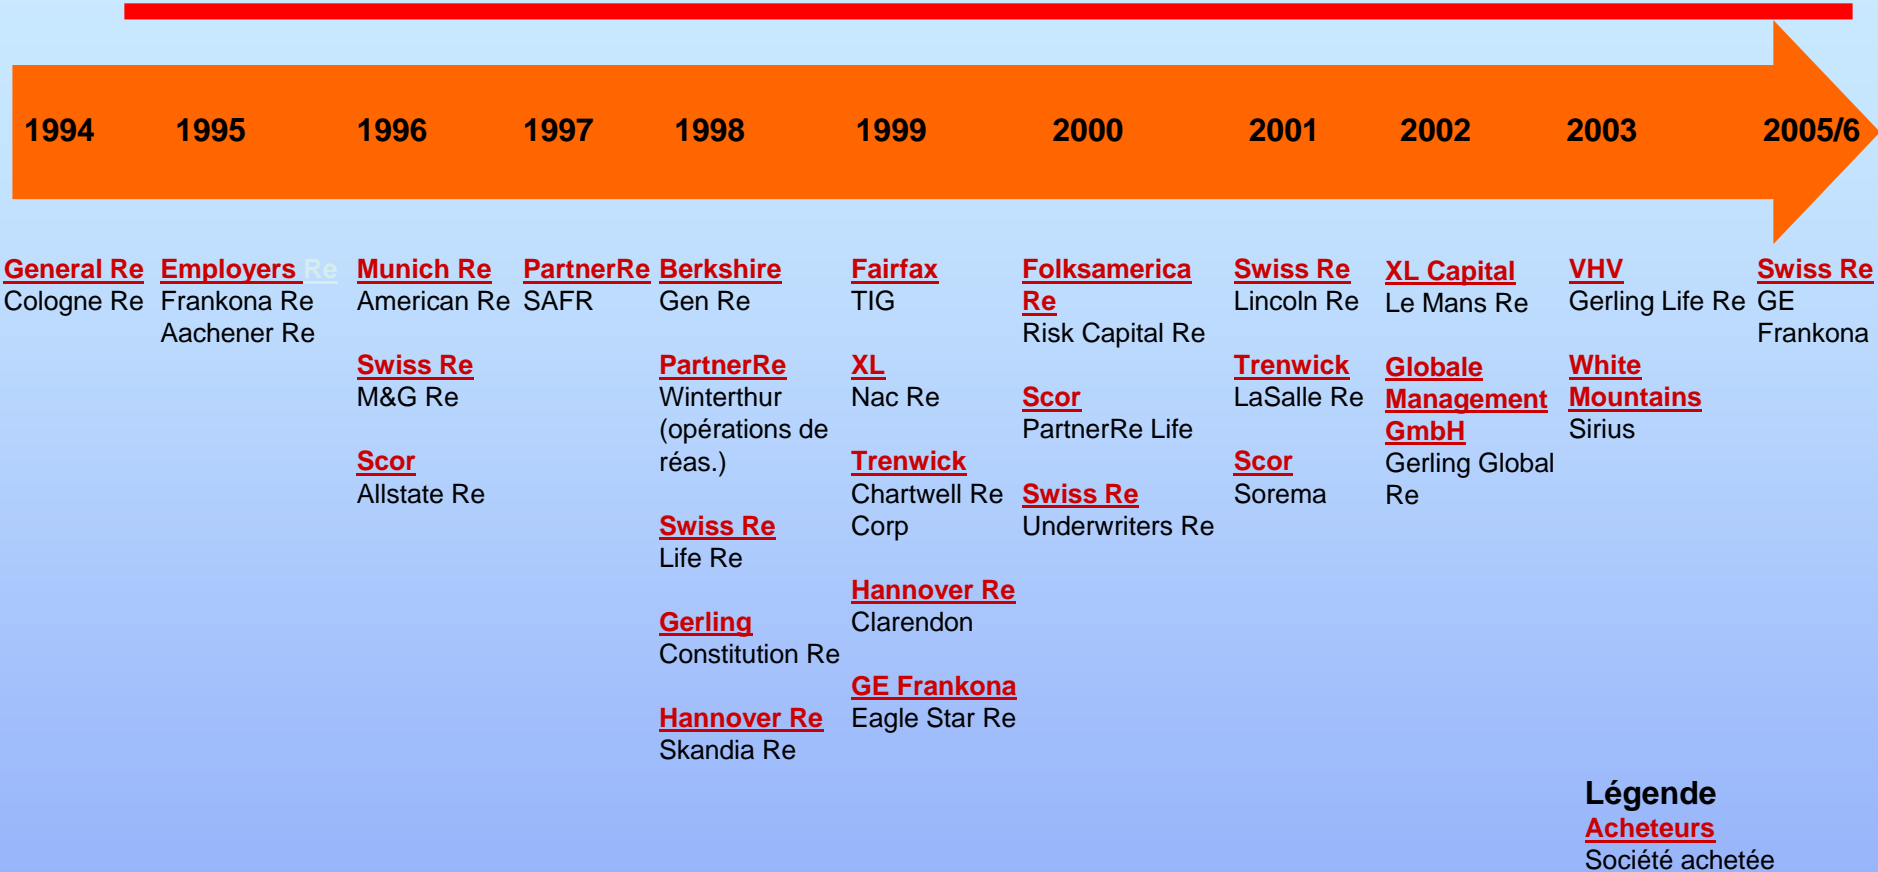 1994 1995 1996 1997 1998 1999 2000 2001 2002 2003 2005/6
General Re
Cologne Re
Employers Re
Frankona Re
Aachener Re
Munich Re
American Re
Swiss Re
M&G Re
Scor
Allstate Re
PartnerRe
SAFR
Berkshire
Gen Re
PartnerRe
Winterthur
(opérations de
réas.)
Swiss Re
Life Re
Gerling
Constitution Re
Hannover Re
Skandia Re
Fairfax
TIG
XL
Nac Re
Trenwick
Chartwell Re
Corp
Hannover Re
Clarendon
GE Frankona
Eagle Star Re
Folksamerica
Re
Risk Capital Re
Scor
PartnerRe Life
Swiss Re
Underwriters Re
Swiss Re
Lincoln Re
Trenwick
LaSalle Re
Scor
Sorema
XL Capital
Le Mans Re
Globale
Management
GmbH
Gerling Global
Re
VHV
Gerling Life Re
White
Mountains
Sirius
Swiss Re
GE
Frankona
Légende
Acheteurs
Société achetée